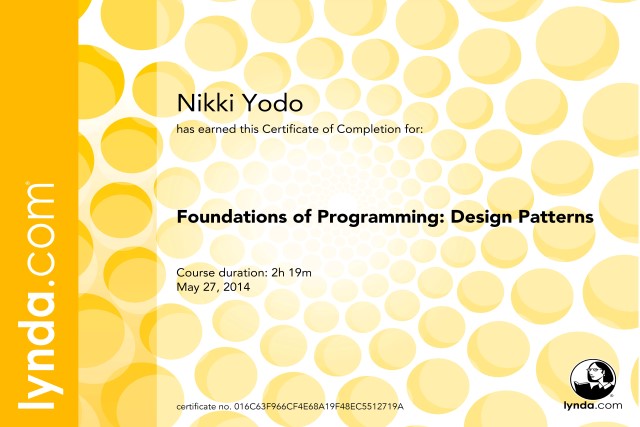 lynda.com
Nikki Yodo
has earned this Certificate of Completion for:
Foundations of Programming: Design Patterns
Course duration: 2h 19m
May 27, 2014
certificate no. 016C63F966CF4E68A19F48EC5512719A
lynda.com